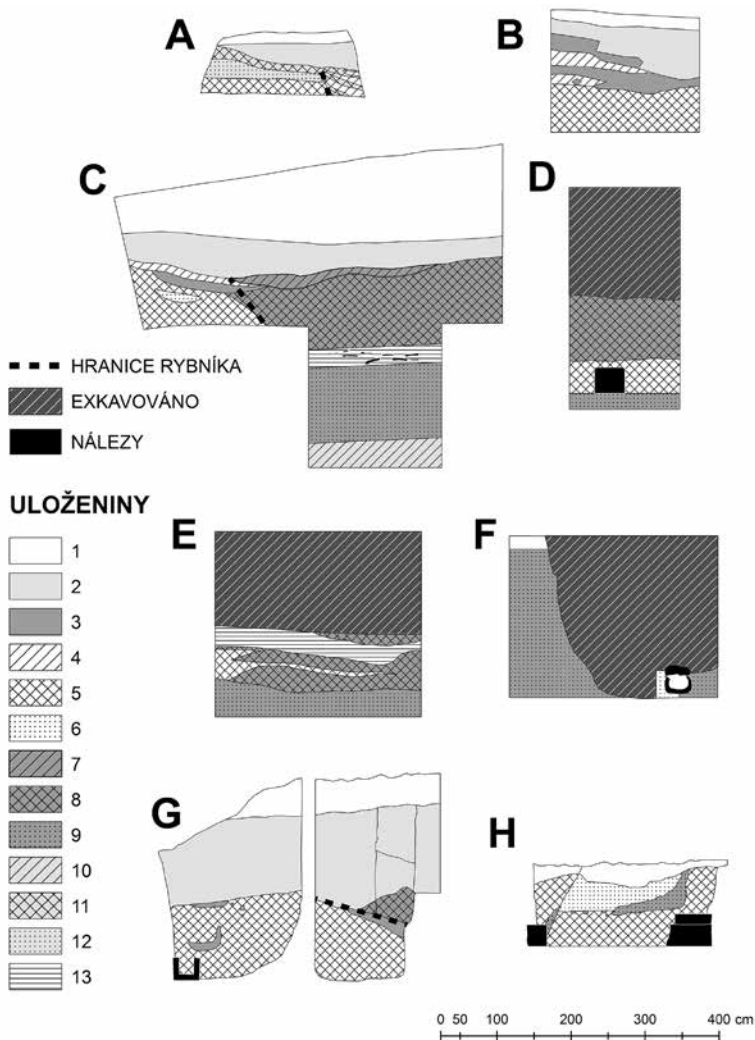 A
B
C
D
HRANICE RYBNÍKA
EXKAVOVÁNO
NÁLEZY
ULOŽENINY
1
2
3
4
5
6
7
8
9
10
11
12
13
E
F
G
H
0 50 100 200 300 400 cm